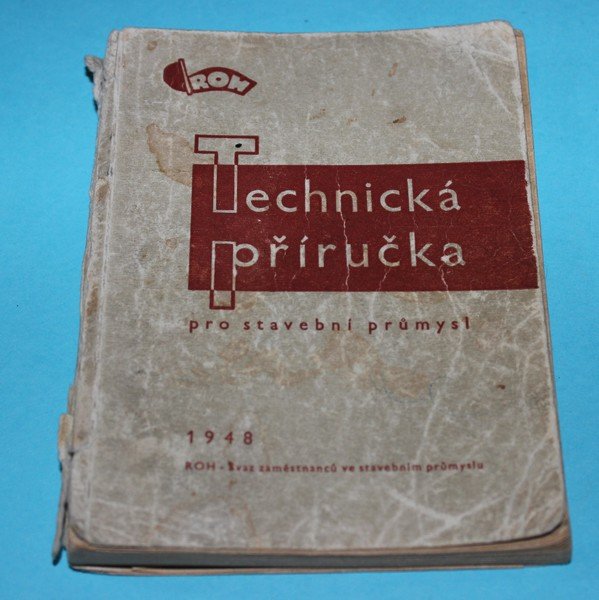 ROH
Technická
příručka
pro stavební průmysl
1948
ROH - Svaz zaměstnanců ve stavebním průmyslu